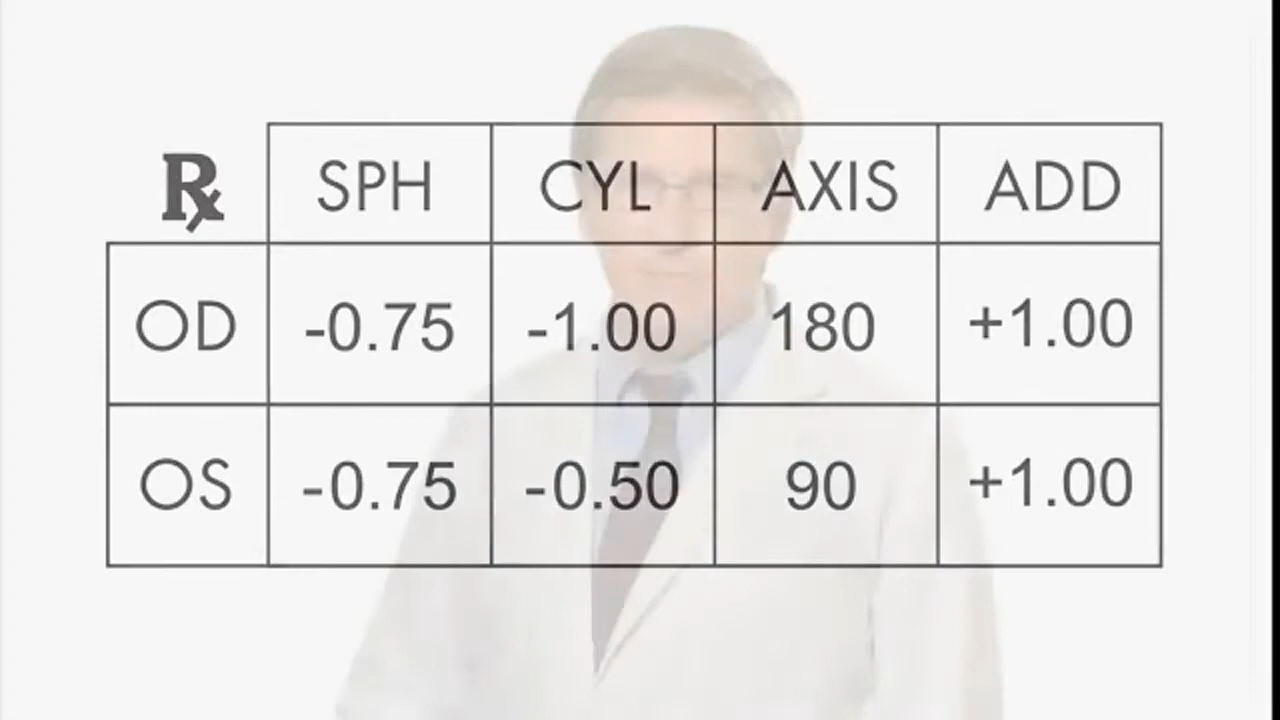 ℞ SPH CYL AXIS ADD
OD -0.75 -1.00 180 +1.00
OS -0.75 -0.50 90 +1.00